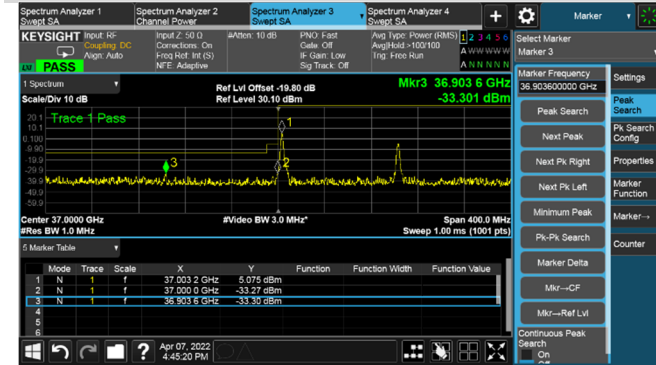 Spectrum Analyzer 1
Swept SA
Spectrum Analyzer 2
Channel Power
Spectrum Analyzer 3
Swept SA
Spectrum Analyzer 4
Swept SA
+
Marker
KEYSIGHT
Input: RF
Coupling: DC
Align: Auto
Input Z: 50 Ω
Corrections: On
Freq Ref: Int (S)
NFE: Adaptive
#Atten: 10 dB
PNO: Fast
Gate: Off
IF Gain: Low
Sig Track: Off
Avg Type: Power (RMS)
Avg|Hold >100/100
Trig: Free Run
1 2 3 4 5 6
A W W W W W
A N N N N N
PASS
Select Marker
Marker 3
1 Spectrum
Scale/Div 10 dB
Ref Lvl Offset -19.80 dB
Ref Level 30.10 dBm
Mkr3 36.903 6 GHz
-33.301 dBm
Trace 1 Pass
20.1
10.1
0.100
-9.90
-19.9
-29.9
-39.9
-49.9
-59.9
1
2
3
Center 37.0000 GHz
#Res BW 1.0 MHz
#Video BW 3.0 MHz*
Span 400.0 MHz
Sweep 1.00 ms (1001 pts)
5 Marker Table
Mode Trace Scale X Y Function Function Width Function Value
1 N 1 f 37.003 2 GHz 5.075 dBm
2 N 1 f 37.000 0 GHz -33.27 dBm
3 N 1 f 36.903 6 GHz -33.30 dBm
4
5
6
Marker Frequency
36.903600000 GHz
Peak Search
Next Peak
Next Pk Right
Next Pk Left
Minimum Peak
Pk-Pk Search
Marker Delta
Mkr→CF
Mkr→Ref Lvl
Continuous Peak
Search
On
Off
Settings
Peak
Search
Pk Search
Config
Properties
Marker
Function
Marker→
Counter
?
Apr 07, 2022
4:45:20 PM